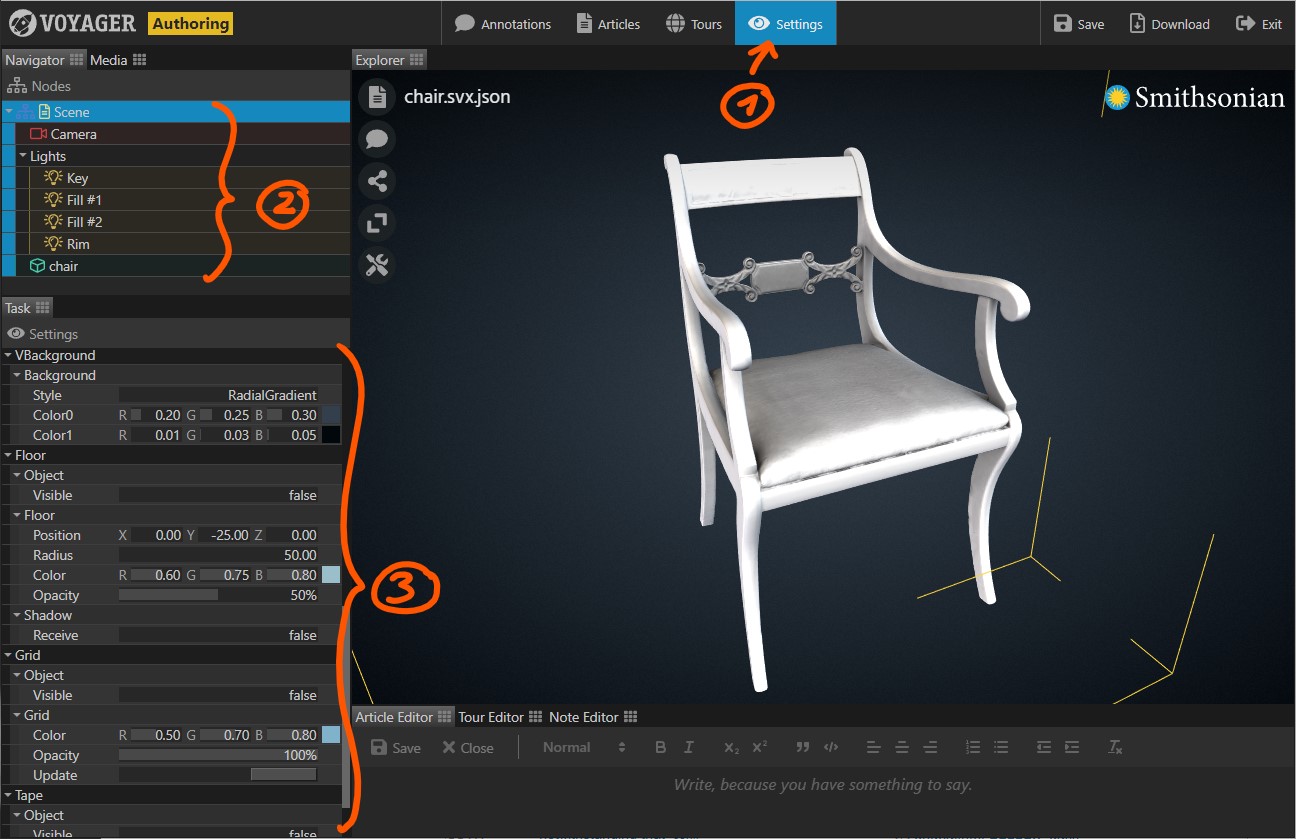 VOYAGER Authoring Annotations Articles Tours Settings Save Download Exit
Navigator Media Explorer
1
Nodes
Scene
Camera
Lights
Key
Fill #1
Fill #2
Rim
chair
2
chair.svx.json
Smithsonian
Task
Settings
VBackground
Background
Style RadialGradient
Color0 R 0.20 G 0.25 B 0.30
Color1 R 0.01 G 0.03 B 0.05
Floor
Object
Visible false
Floor
Position X 0.00 Y -25.00 Z 0.00
Radius 50.00
Color R 0.60 G 0.75 B 0.80
Opacity 50%
Shadow
Receive false
Grid
Object
Visible false
Grid
Color R 0.50 G 0.70 B 0.80
Opacity 100%
Update
Tape
Object
Visible false
3
Article Editor Tour Editor Note Editor
Save Close Normal B I X₂ X² ” </> Tx
Write, because you have something to say.